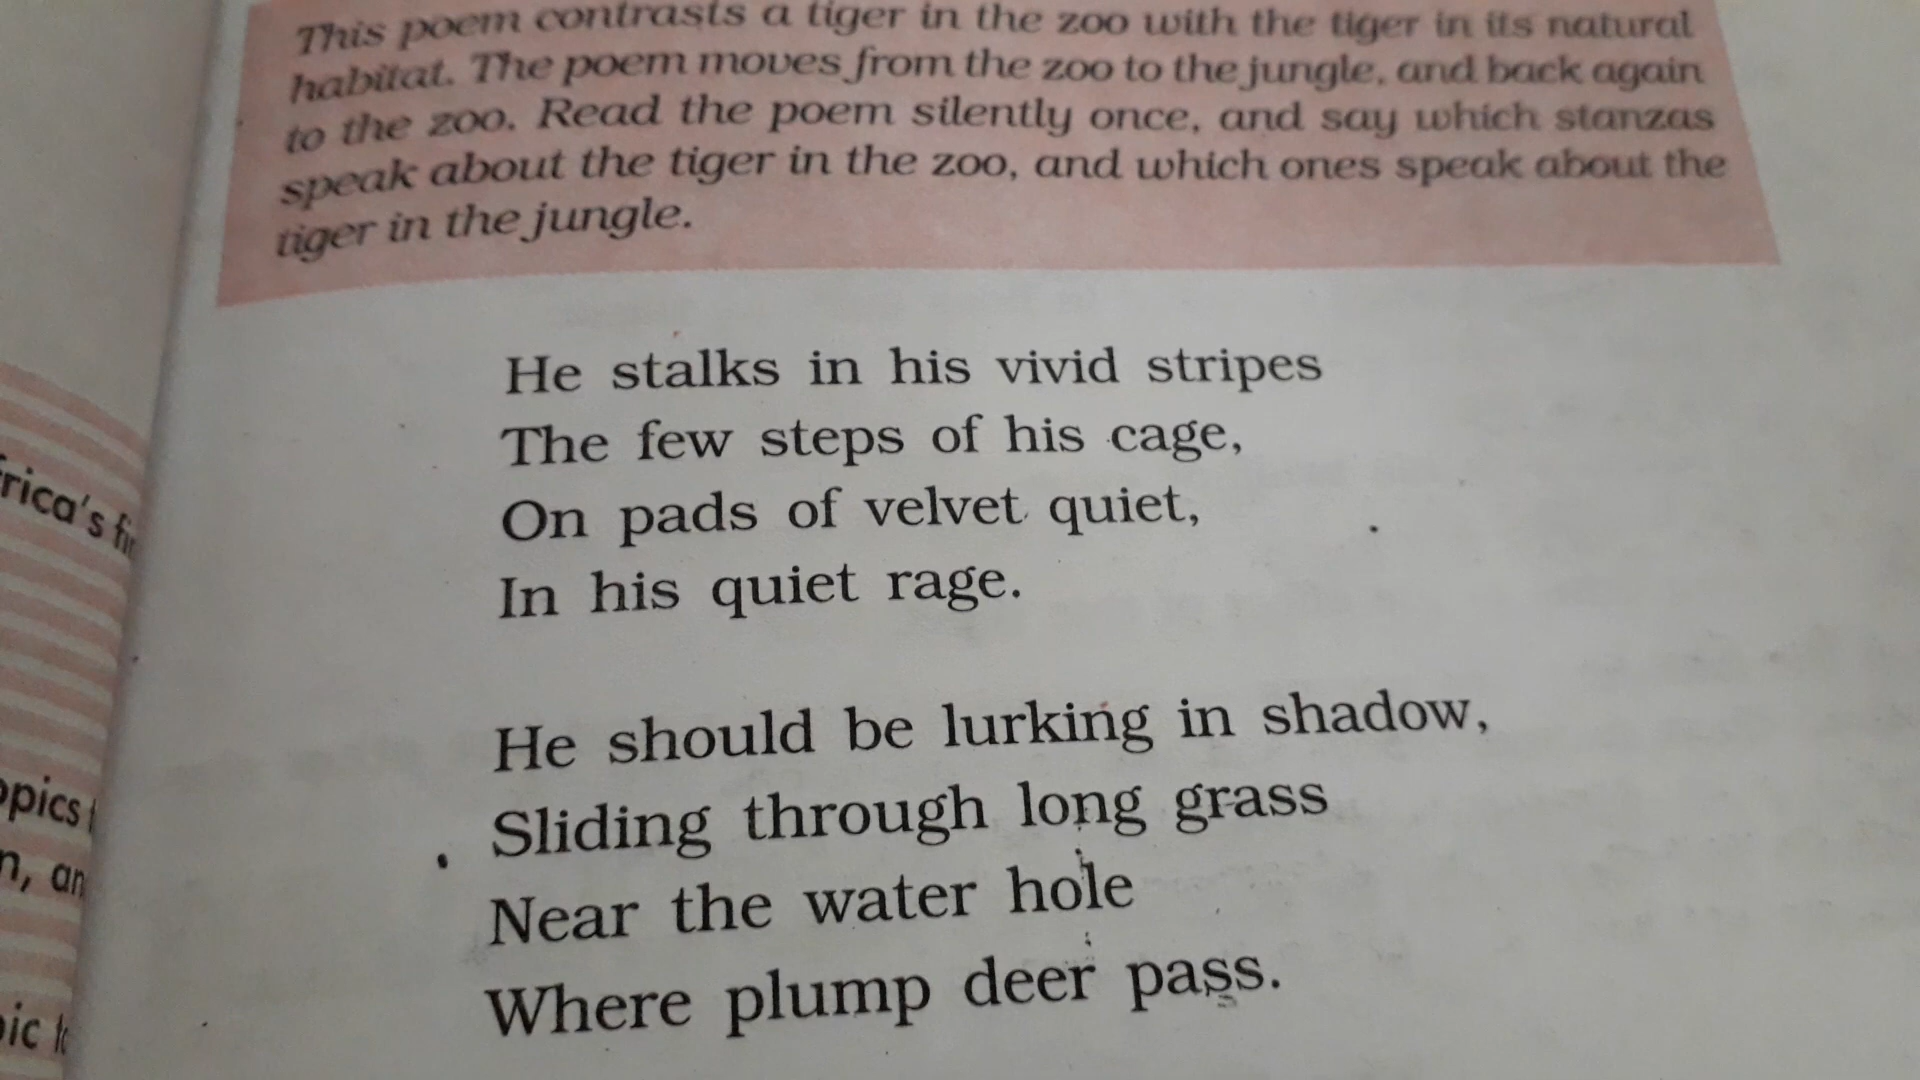 This poem contrasts a tiger in the zoo with the tiger in its natural
habitat. The poem moves from the zoo to the jungle, and back again
to the zoo. Read the poem silently once, and say which stanzas
speak about the tiger in the zoo, and which ones speak about the
tiger in the jungle.
He stalks in his vivid stripes
The few steps of his cage,
On pads of velvet quiet,
In his quiet rage.
He should be lurking in shadow,
Sliding through long grass
Near the water hole
Where plump deer pass.